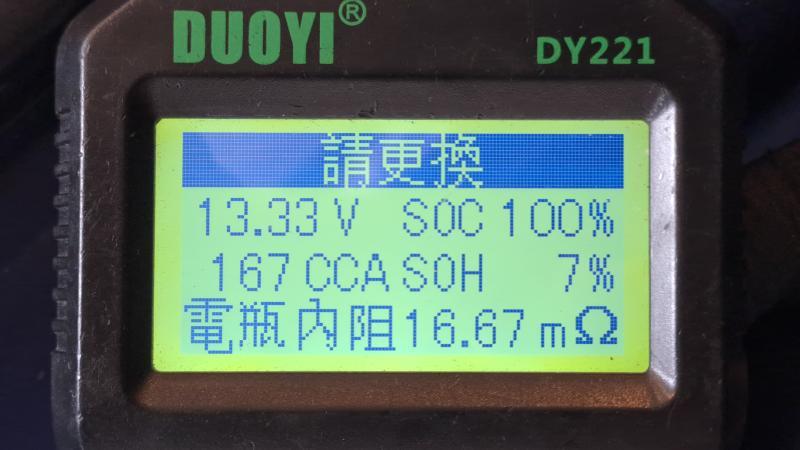 DUOYI®
DY221
請更換
13.33 V SOC 100%
167 CCA SOH 7%
電瓶內阻16.67 mΩ